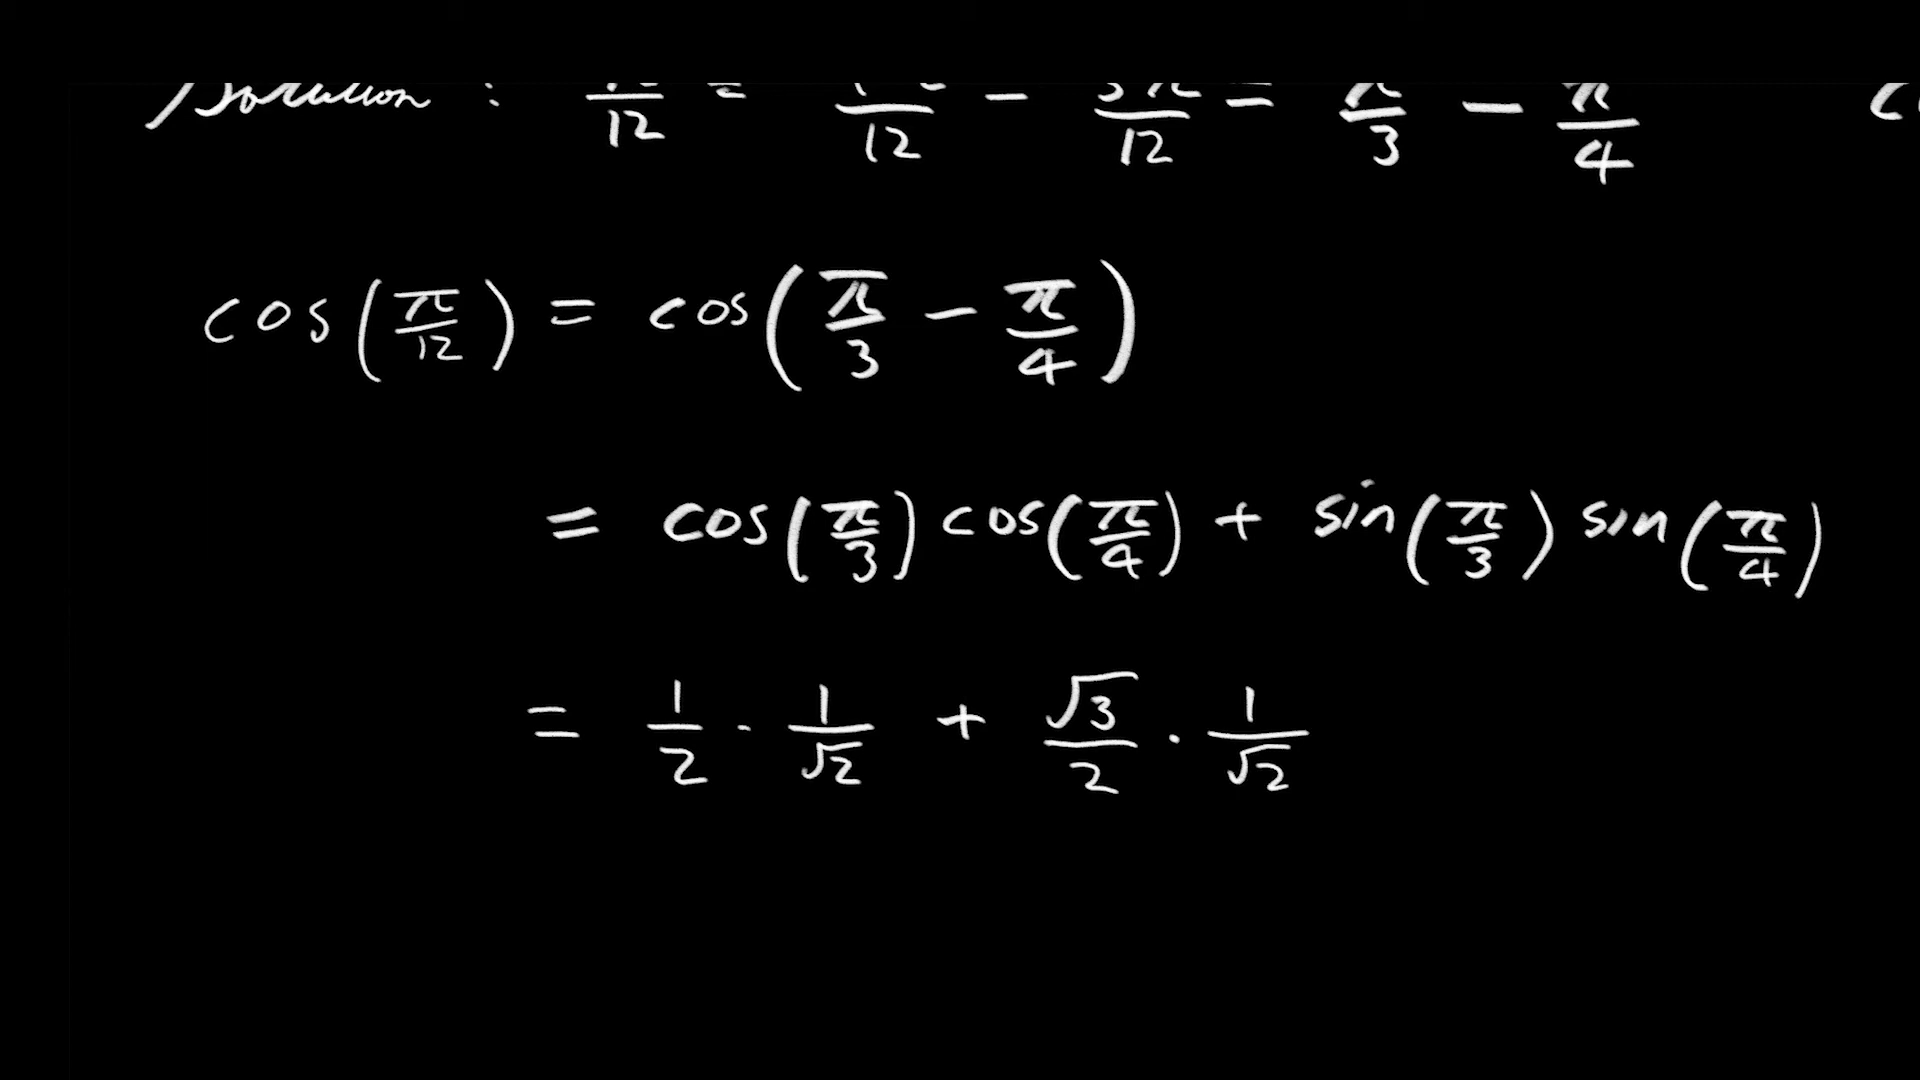 Solution : π/12 = 4π/12 - 3π/12 = π/3 - π/4
cos(π/12) = cos(π/3 - π/4)
= cos(π/3) cos(π/4) + sin(π/3) sin(π/4)
= 1/2 · 1/√2 + √3/2 · 1/√2